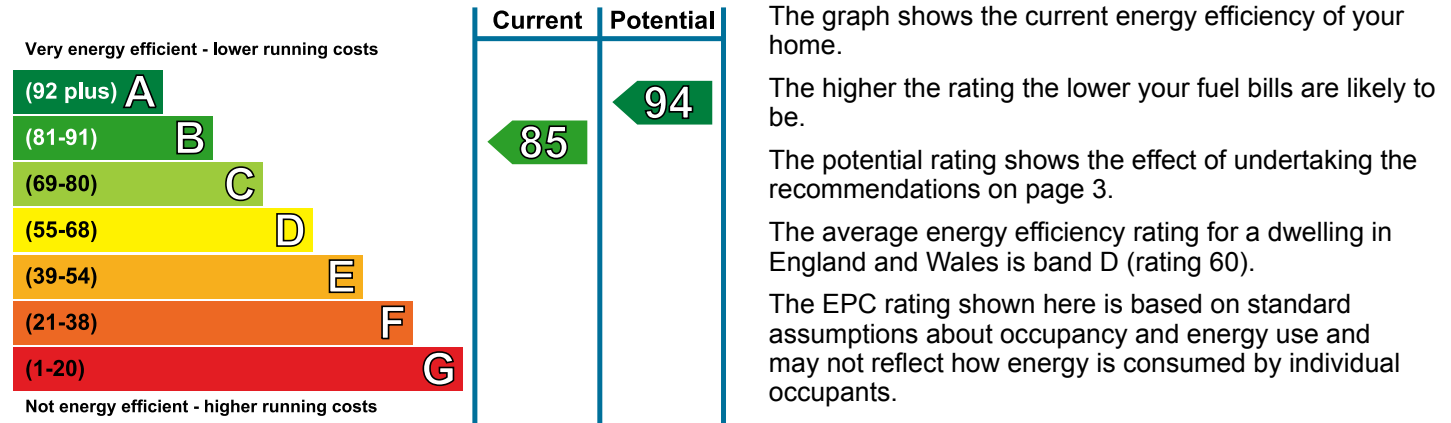 Current Potential
Very energy efficient - lower running costs
(92 plus) A
(81-91) B
(69-80) C
(55-68) D
(39-54) E
(21-38) F
(1-20) G
Not energy efficient - higher running costs
85
94
The graph shows the current energy efficiency of your
home.
The higher the rating the lower your fuel bills are likely to
be.
The potential rating shows the effect of undertaking the
recommendations on page 3.
The average energy efficiency rating for a dwelling in
England and Wales is band D (rating 60).
The EPC rating shown here is based on standard
assumptions about occupancy and energy use and
may not reflect how energy is consumed by individual
occupants.